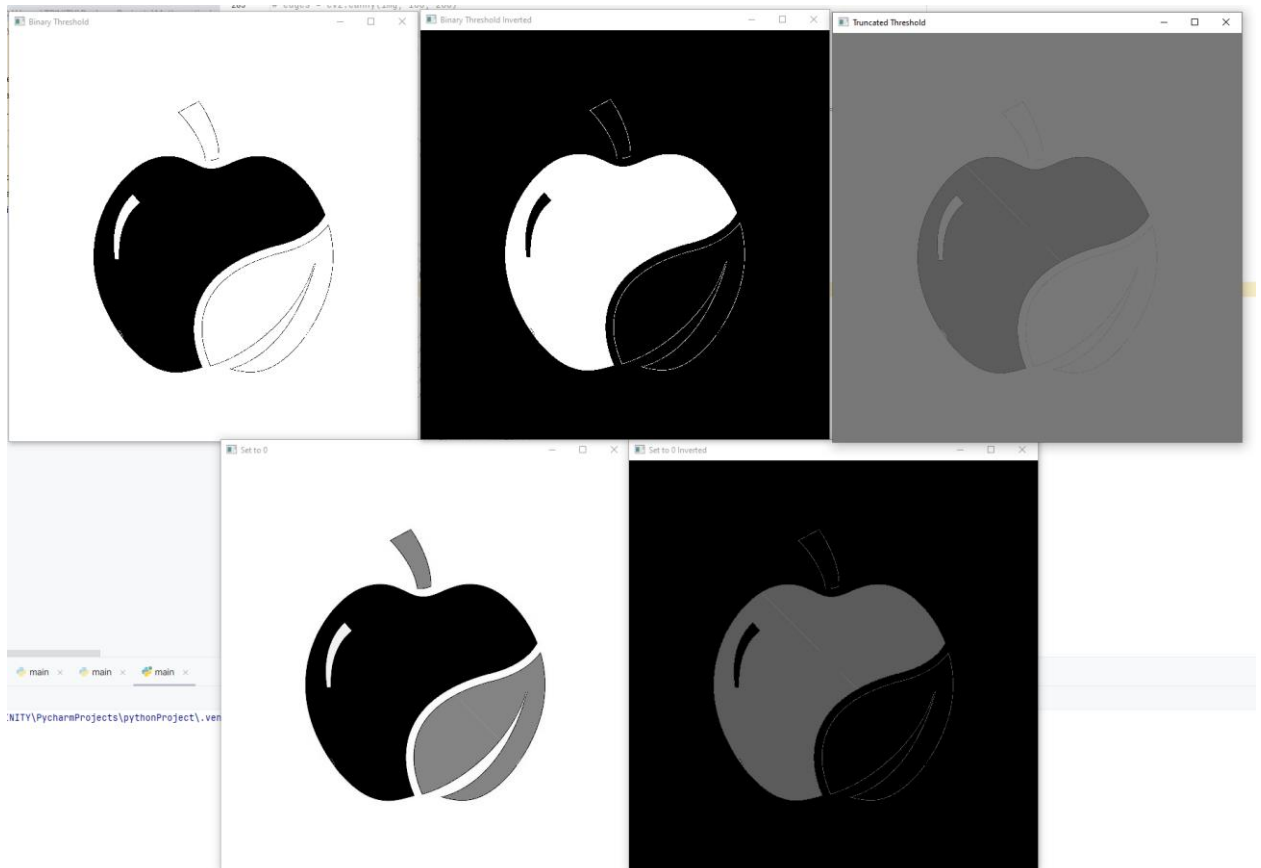 Binary Threshold
Binary Threshold Inverted
Truncated Threshold
Set to 0
Set to 0 Inverted
main
main
main
NITY\PycharmProjects\pythonProject\.ven